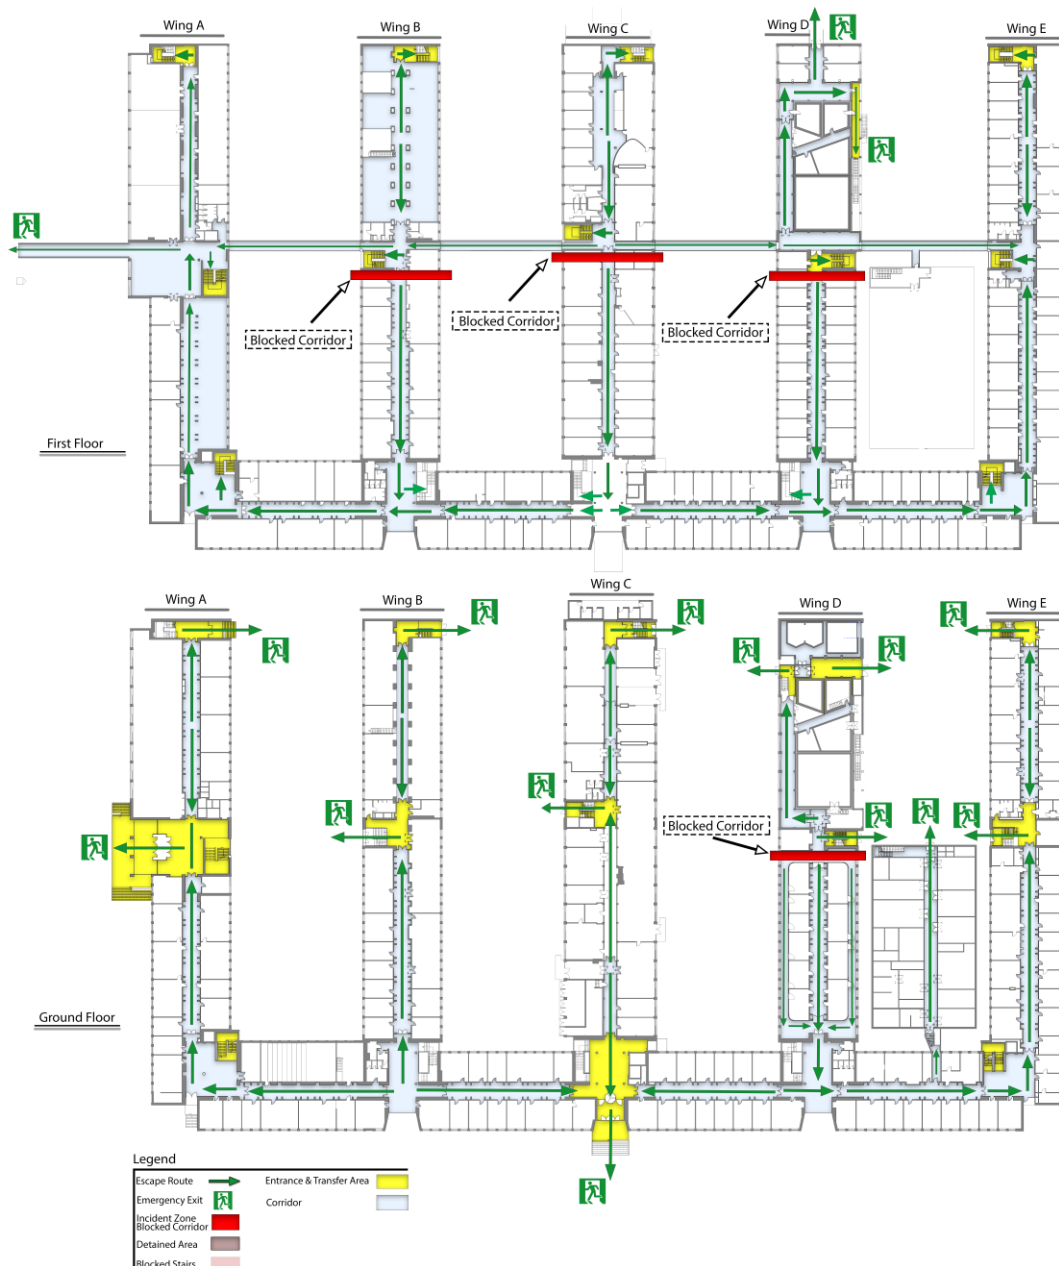 Wing A
Wing B
Wing C
Wing D
Wing E
Blocked Corridor
Blocked Corridor
Blocked Corridor
First Floor
Wing A
Wing B
Wing C
Wing D
Wing E
Blocked Corridor
Ground Floor
Legend
Escape Route
Entrance & Transfer Area
Emergency Exit
Corridor
Incident Zone
Blocked Corridor
Detained Area
Blocked Stairs